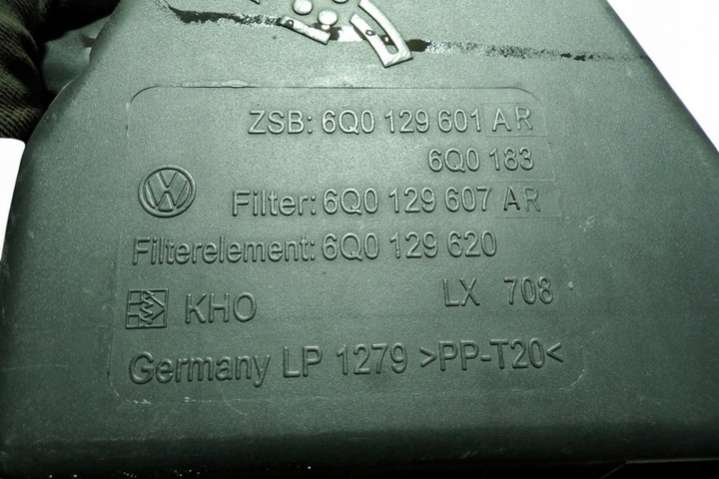 ZSB: 6Q0 129 601 AR
6Q0 183
Filter: 6Q0 129 607 AR
Filterelement: 6Q0 129 620
KHO LX 708
Germany LP 1279 >PP-T20<